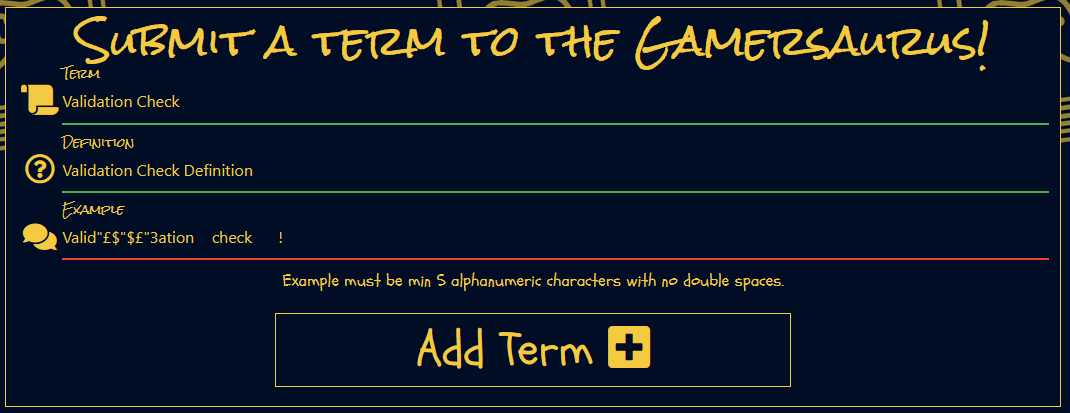 Submit a term to the Gamersaurus!
Term
Validation Check
Definition
Validation Check Definition
Example
Valid"£$"$£"3ation    check      !
Example must be min 5 alphanumeric characters with no double spaces.
Add Term